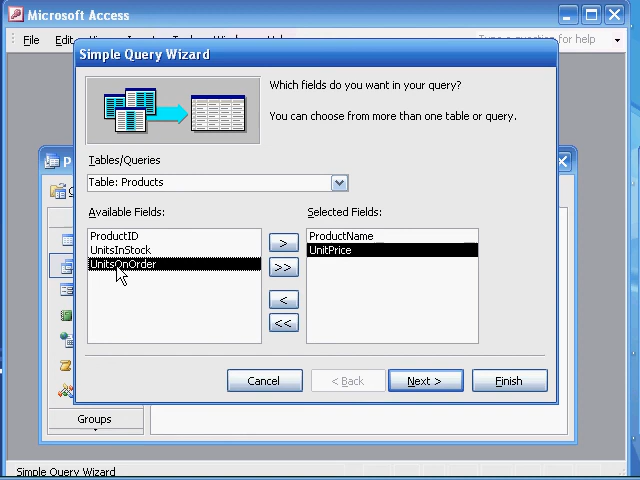 Microsoft Access
File Edit
Type a question for help
Simple Query Wizard
Which fields do you want in your query?
You can choose from more than one table or query.
Tables/Queries
Table: Products
Available Fields:
Selected Fields:
ProductID
UnitsInStock
UnitsOnOrder
ProductName
UnitPrice
>
>>
<
<<
Cancel
< Back
Next >
Finish
Groups
Simple Query Wizard